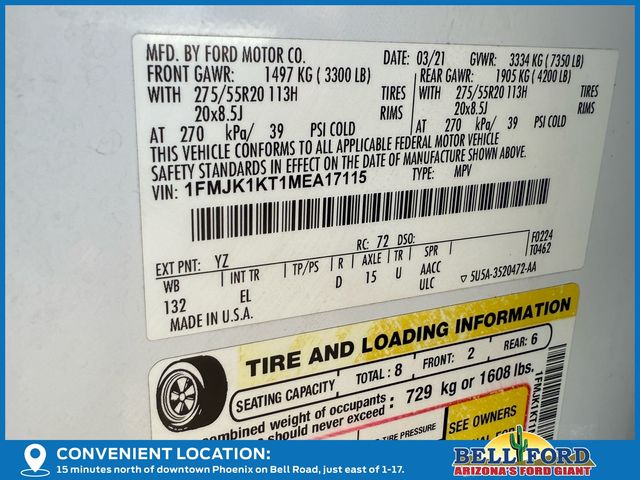 MFD. BY FORD MOTOR CO.
DATE: 03/21 GVWR: 3334 KG ( 7350 LB)
FRONT GAWR: 1497 KG ( 3300 LB)
REAR GAWR: 1905 KG ( 4200 LB)
WITH 275/55R20 113H TIRES
WITH 275/55R20 113H TIRES
20x8.5J RIMS
20x8.5J RIMS
AT 270 kPa/ 39 PSI COLD
AT 270 kPa/ 39 PSI COLD
THIS VEHICLE CONFORMS TO ALL APPLICABLE FEDERAL MOTOR VEHICLE
SAFETY STANDARDS IN EFFECT ON THE DATE OF MANUFACTURE SHOWN ABOVE.
VIN: 1FMJK1KT1MEA17115 TYPE: MPV
F0224
T0462
EXT PNT: YZ RC: 72 DSO:
WB INT TR TP/PS R AXLE TR SPR
132 EL D 15 U AACC
ULC
5U5A-3520472-AA
MADE IN U.S.A.
TIRE AND LOADING INFORMATION
SEATING CAPACITY TOTAL: 8 FRONT: 2 REAR: 6
combined weight of occupants
should never exceed: 729 kg or 1608 lbs.
SEE OWNERS
CONVENIENT LOCATION:
15 minutes north of downtown Phoenix on Bell Road, just east of 1-17.
BELL FORD
ARIZONA'S FORD GIANT